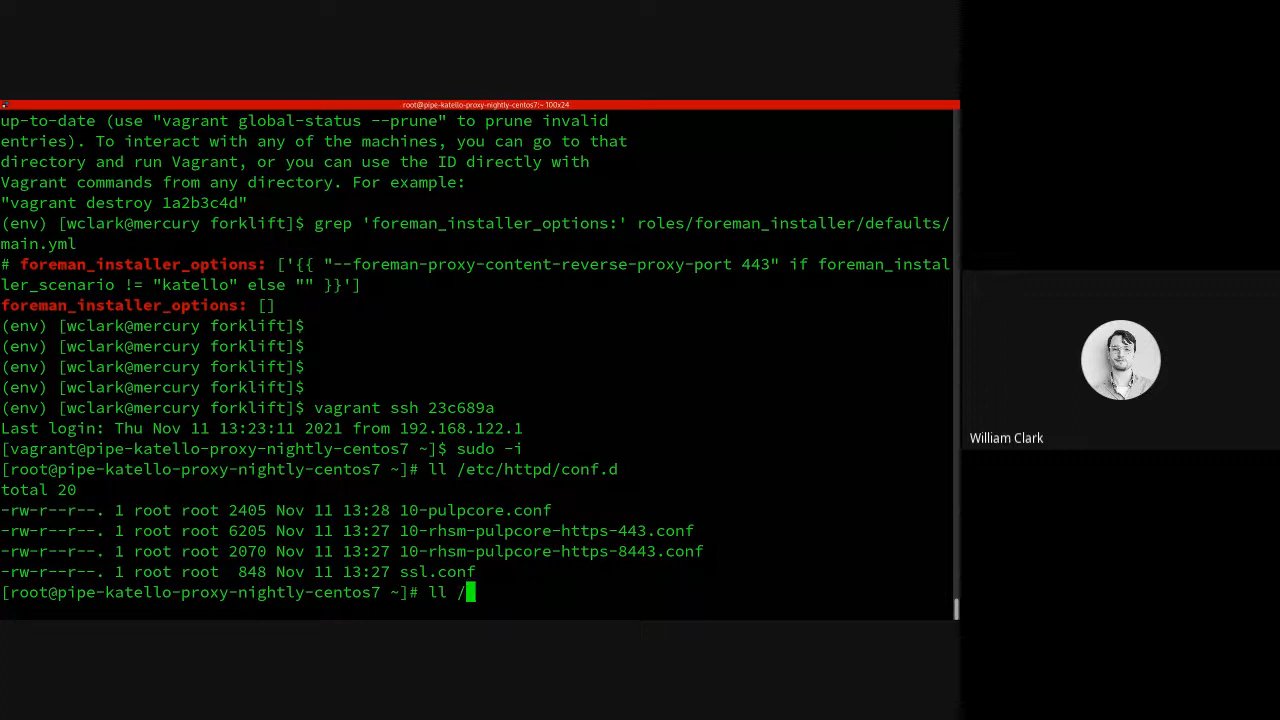 root@pipe-katello-proxy-nightly-centos7:~ 100x24
up-to-date (use "vagrant global-status --prune" to prune invalid
entries). To interact with any of the machines, you can go to that
directory and run Vagrant, or you can use the ID directly with
Vagrant commands from any directory. For example:
"vagrant destroy 1a2b3c4d"
(env) [wclark@mercury forklift]$ grep 'foreman_installer_options:' roles/foreman_installer/defaults/
main.yml
# foreman_installer_options: ['{{ "--foreman-proxy-content-reverse-proxy-port 443" if foreman_instal
ler_scenario != "katello" else "" }}']
foreman_installer_options: []
(env) [wclark@mercury forklift]$
(env) [wclark@mercury forklift]$
(env) [wclark@mercury forklift]$
(env) [wclark@mercury forklift]$
(env) [wclark@mercury forklift]$ vagrant ssh 23c689a
Last login: Thu Nov 11 13:23:11 2021 from 192.168.122.1
[vagrant@pipe-katello-proxy-nightly-centos7 ~]$ sudo -i
[root@pipe-katello-proxy-nightly-centos7 ~]# ll /etc/httpd/conf.d
total 20
-rw-r--r--. 1 root root 2405 Nov 11 13:28 10-pulpcore.conf
-rw-r--r--. 1 root root 6205 Nov 11 13:27 10-rhsm-pulpcore-https-443.conf
-rw-r--r--. 1 root root 2070 Nov 11 13:27 10-rhsm-pulpcore-https-8443.conf
-rw-r--r--. 1 root root  848 Nov 11 13:27 ssl.conf
[root@pipe-katello-proxy-nightly-centos7 ~]# ll /
William Clark